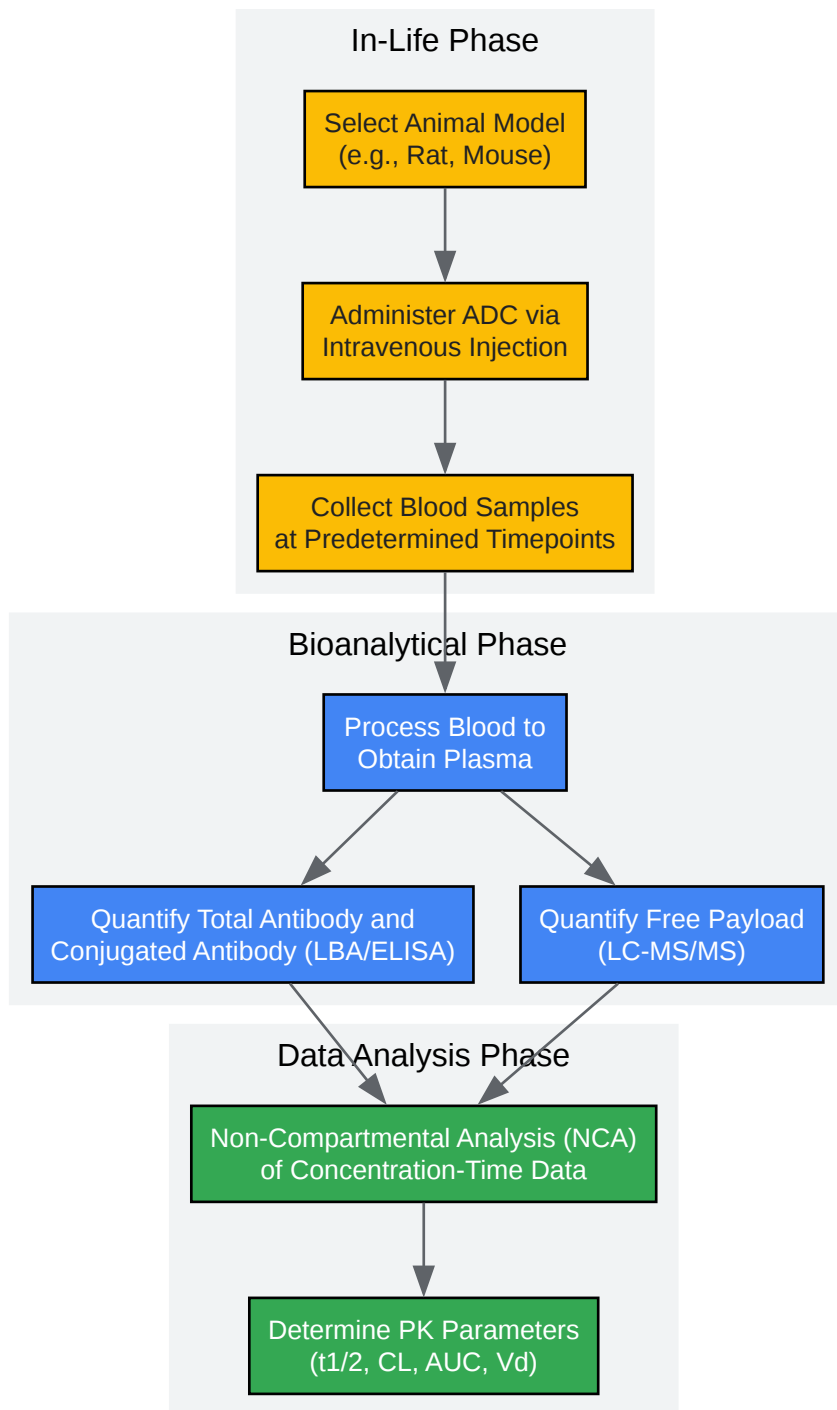 In-Life Phase
Select Animal Model
(e.g., Rat, Mouse)
Administer ADC via
Intravenous Injection
Collect Blood Samples
at Predetermined Timepoints
Bioanalytical Phase
Process Blood to
Obtain Plasma
Quantify Total Antibody and
Conjugated Antibody (LBA/ELISA)
Quantify Free Payload
(LC-MS/MS)
Data Analysis Phase
Non-Compartmental Analysis (NCA)
of Concentration-Time Data
Determine PK Parameters
(t1/2, CL, AUC, Vd)